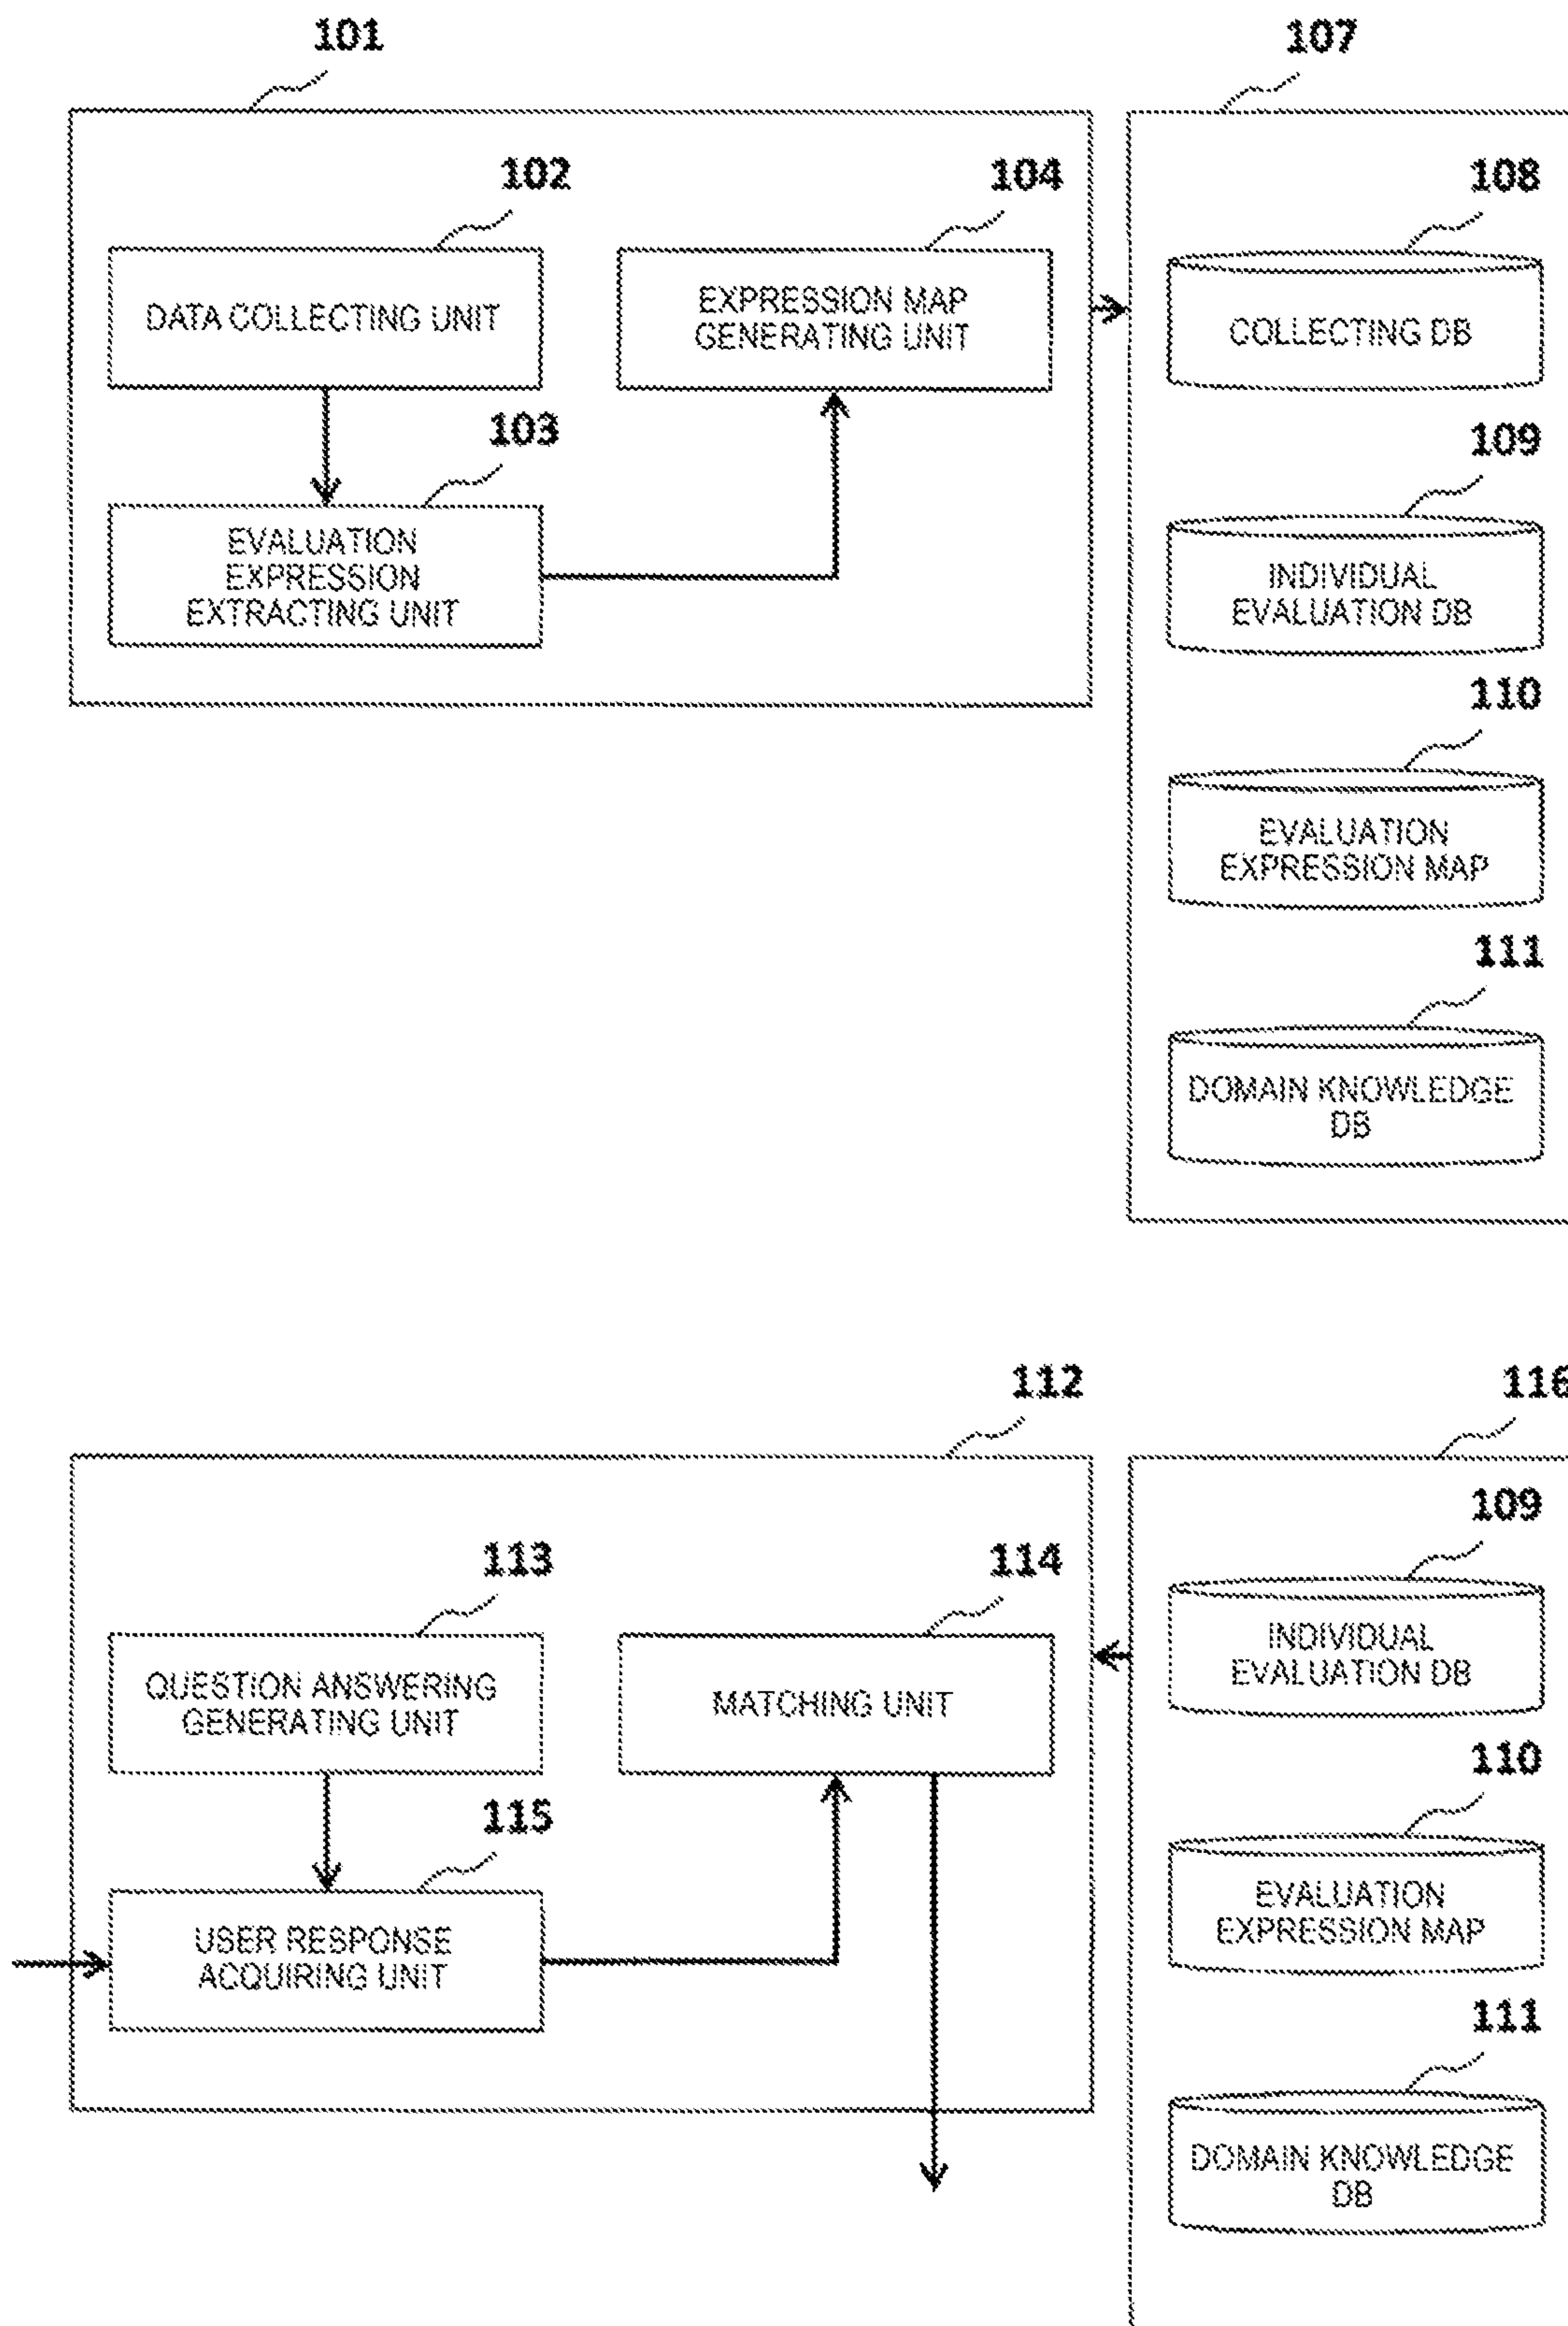 101
107
102
104
108
DATA COLLECTING UNIT
EXPRESSION MAP
GENERATING UNIT
COLLECTING DB
103
109
EVALUATION
EXPRESSION
EXTRACTING UNIT
INDIVIDUAL
EVALUATION DB
110
EVALUATION
EXPRESSION MAP
111
DOMAIN KNOWLEDGE
DB
112
116
109
113
114
INDIVIDUAL
EVALUATION DB
QUESTION ANSWERING
GENERATING UNIT
MATCHING UNIT
110
115
EVALUATION
EXPRESSION MAP
USER RESPONSE
ACQUIRING UNIT
111
DOMAIN KNOWLEDGE
DB